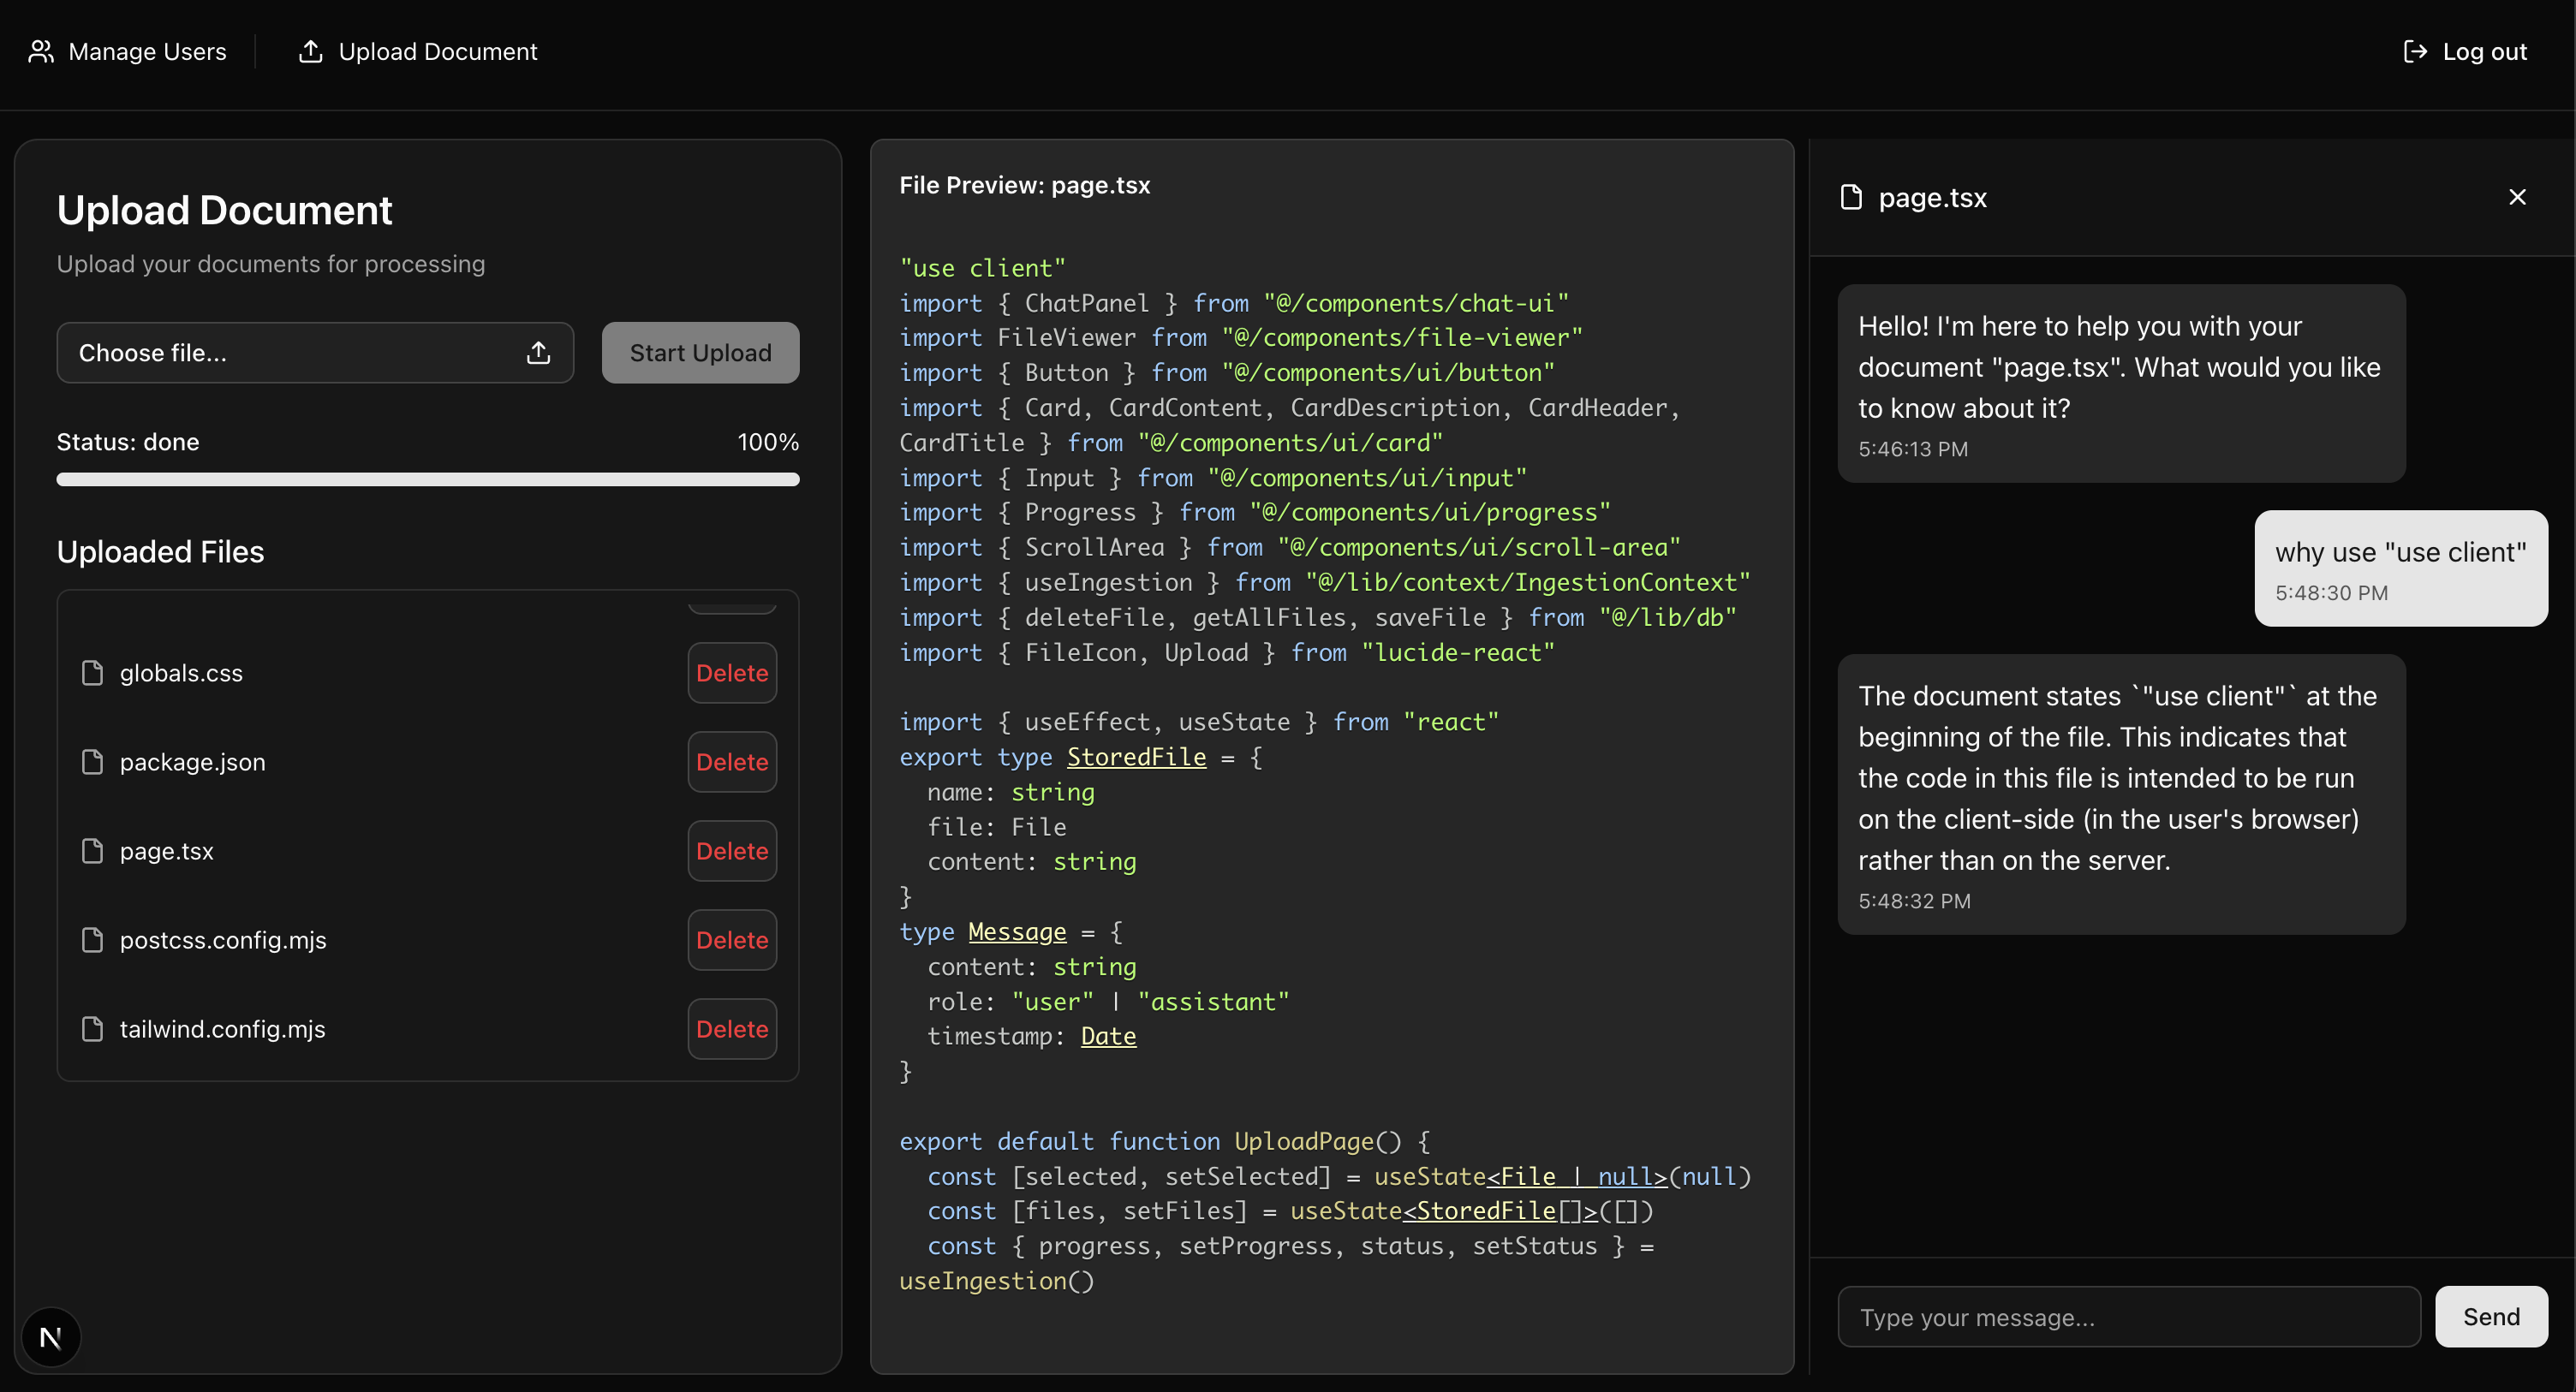 Manage Users
Upload Document
Log out
Upload Document
Upload your documents for processing
Choose file...
Start Upload
Status: done
100%
Uploaded Files
globals.css
Delete
package.json
Delete
page.tsx
Delete
postcss.config.mjs
Delete
tailwind.config.mjs
Delete
N
File Preview: page.tsx
"use client"
import { ChatPanel } from "@/components/chat-ui"
import FileViewer from "@/components/file-viewer"
import { Button } from "@/components/ui/button"
import { Card, CardContent, CardDescription, CardHeader,
CardTitle } from "@/components/ui/card"
import { Input } from "@/components/ui/input"
import { Progress } from "@/components/ui/progress"
import { ScrollArea } from "@/components/ui/scroll-area"
import { useIngestion } from "@/lib/context/IngestionContext"
import { deleteFile, getAllFiles, saveFile } from "@/lib/db"
import { FileIcon, Upload } from "lucide-react"
import { useEffect, useState } from "react"
export type StoredFile = {
  name: string
  file: File
  content: string
}
type Message = {
  content: string
  role: "user" | "assistant"
  timestamp: Date
}
export default function UploadPage() {
  const [selected, setSelected] = useState<File | null>(null)
  const [files, setFiles] = useState<StoredFile[]>([])
  const { progress, setProgress, status, setStatus } =
useIngestion()
page.tsx
Hello! I'm here to help you with your
document "page.tsx". What would you like
to know about it?
5:46:13 PM
why use "use client"
5:48:30 PM
The document states `"use client"` at the
beginning of the file. This indicates that
the code in this file is intended to be run
on the client-side (in the user's browser)
rather than on the server.
5:48:32 PM
Type your message...
Send